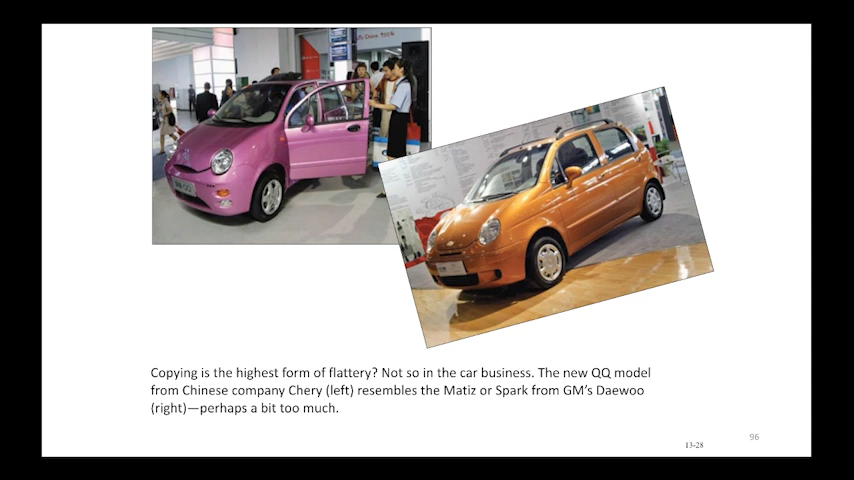 Copying is the highest form of flattery? Not so in the car business. The new QQ model
from Chinese company Chery (left) resembles the Matiz or Spark from GM’s Daewoo
(right)—perhaps a bit too much.
96
13-28